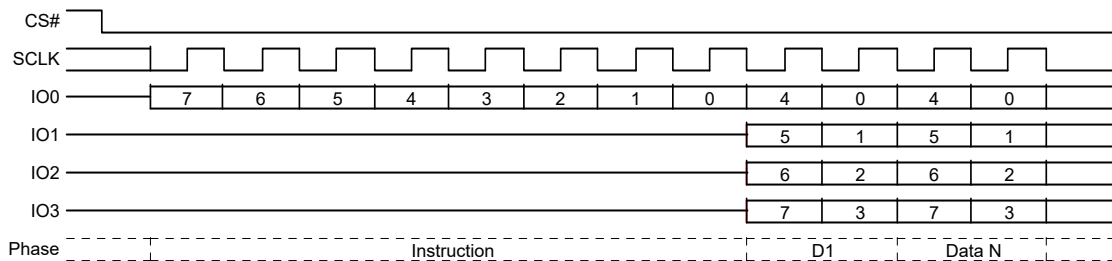 CS#
SCLK
IO0 7 6 5 4 3 2 1 0 4 0 4 0
IO1 5 1 5 1
IO2 6 2 6 2
IO3 7 3 7 3
Phase Instruction D1 Data N